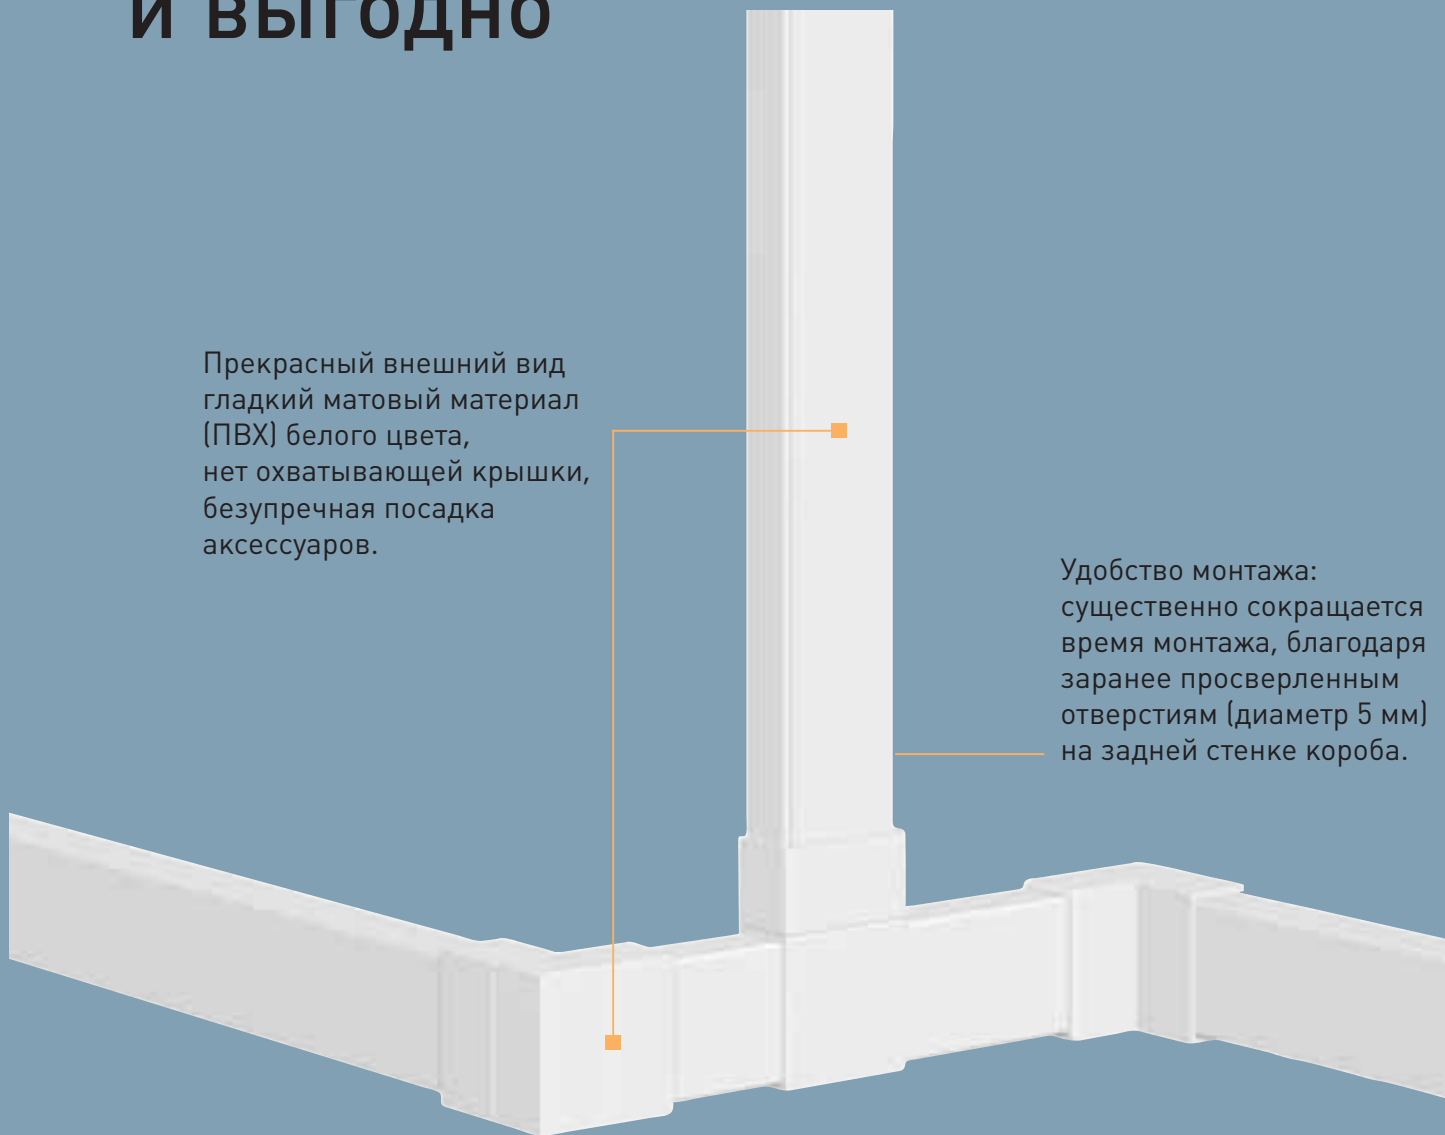 и выгодно
Прекрасный внешний вид
гладкий матовый материал
(ПВХ) белого цвета,
нет охватывающей крышки,
безупречная посадка
аксессуаров.
Удобство монтажа:
существенно сокращается
время монтажа, благодаря
заранее просверленным
отверстиям (диаметр 5 мм)
на задней стенке короба.